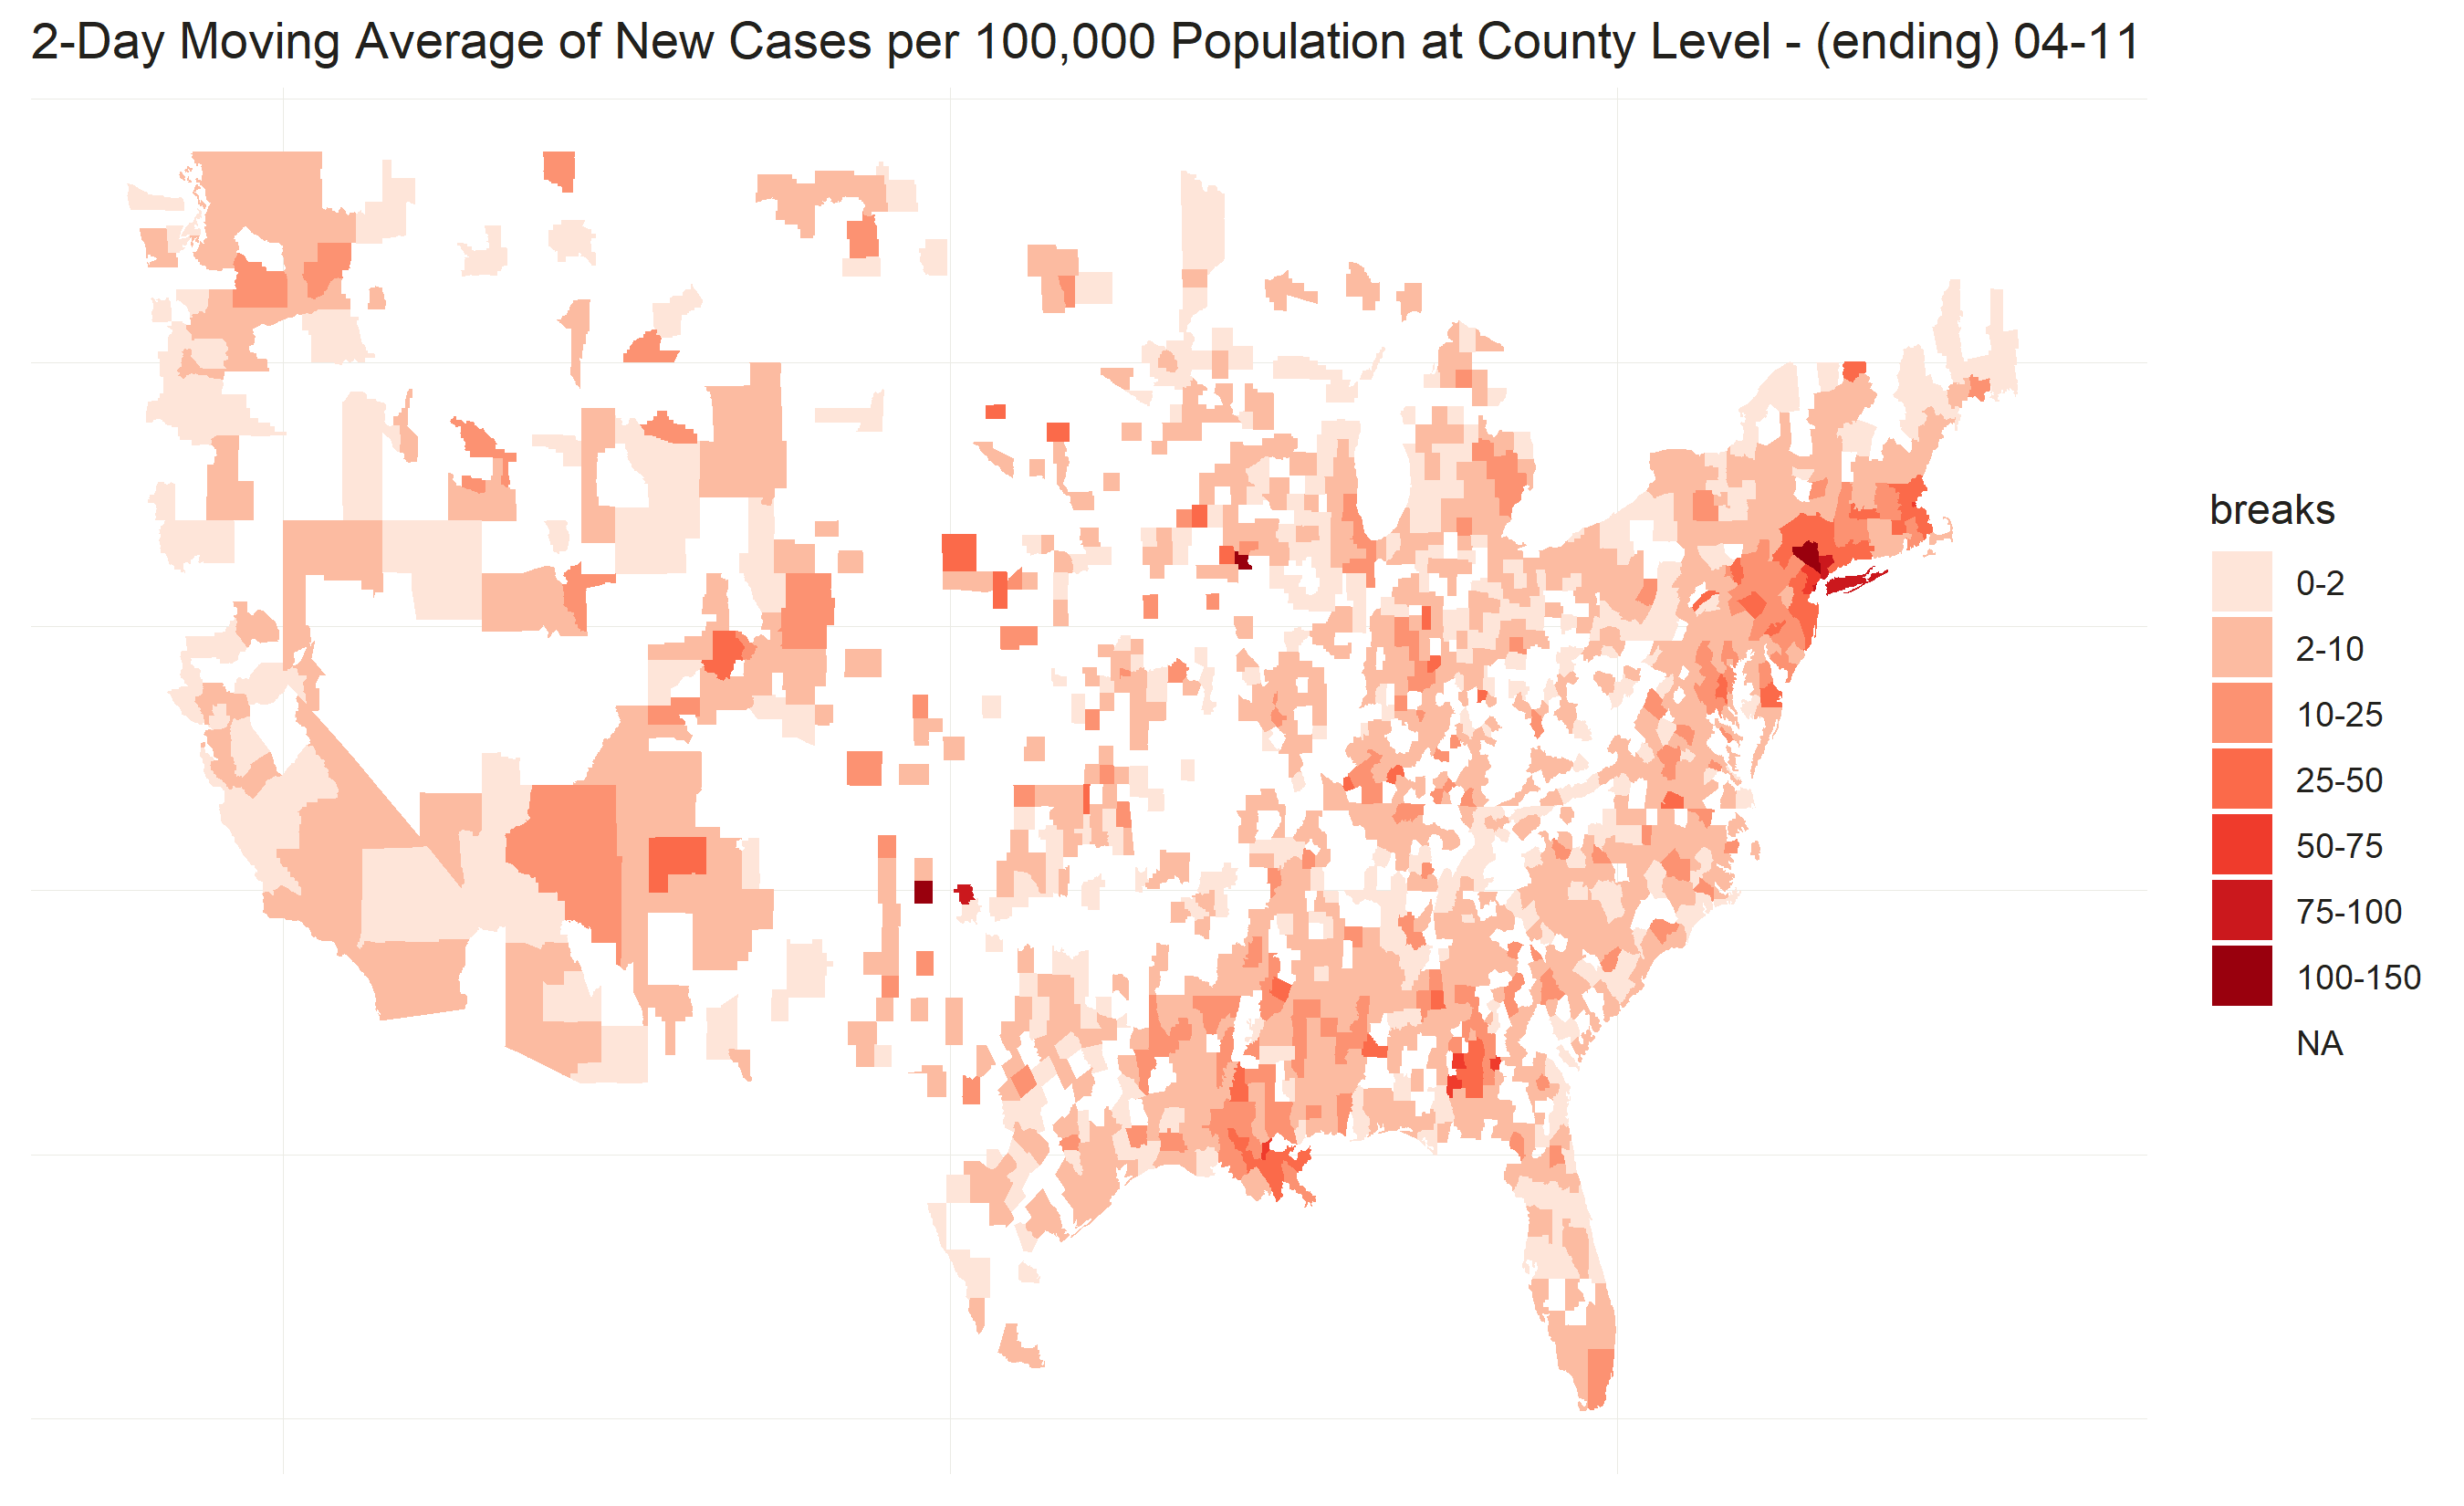 2-Day Moving Average of New Cases per 100,000 Population at County Level - (ending) 04-11
breaks
0-2
2-10
10-25
25-50
50-75
75-100
100-150
NA